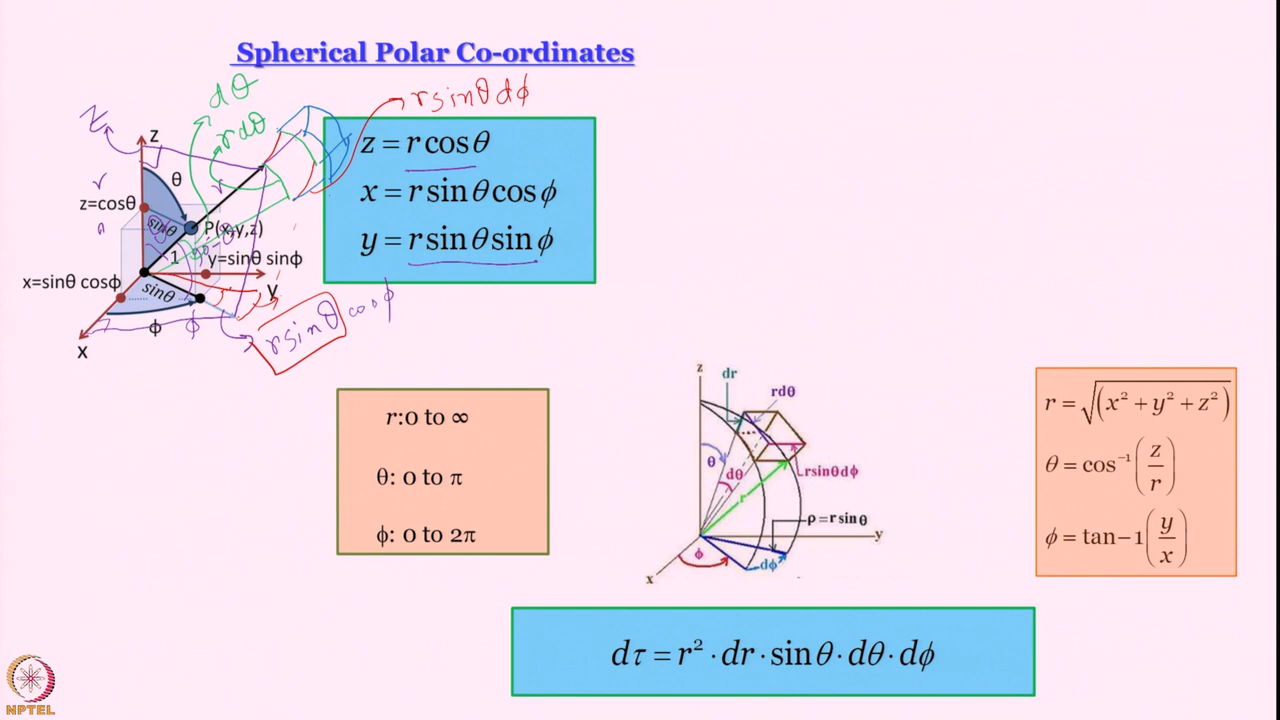 Spherical Polar Co-ordinates
dθ
rdθ
rsinθdϕ
z = r cosθ
x = r sinθ cosϕ
y = r sinθ sinϕ
z
z
θ
r
r
z=cosθ
sinθ
P(x,y,z)
1
y=sinθ sinϕ
x=sinθ cosϕ
sinθ
y
ϕ
ϕ
x
rsinθ cosϕ
r:0 to ∞
θ: 0 to π
ϕ: 0 to 2π
z
dr
rdθ
θ
dθ
r
rsinθdϕ
ρ=rsinθ
y
ϕ
dϕ
x
r = √(x² + y² + z²)
θ = cos⁻¹(z/r)
ϕ = tan−1(y/x)
dτ = r² · dr · sinθ · dθ · dϕ
NPTEL